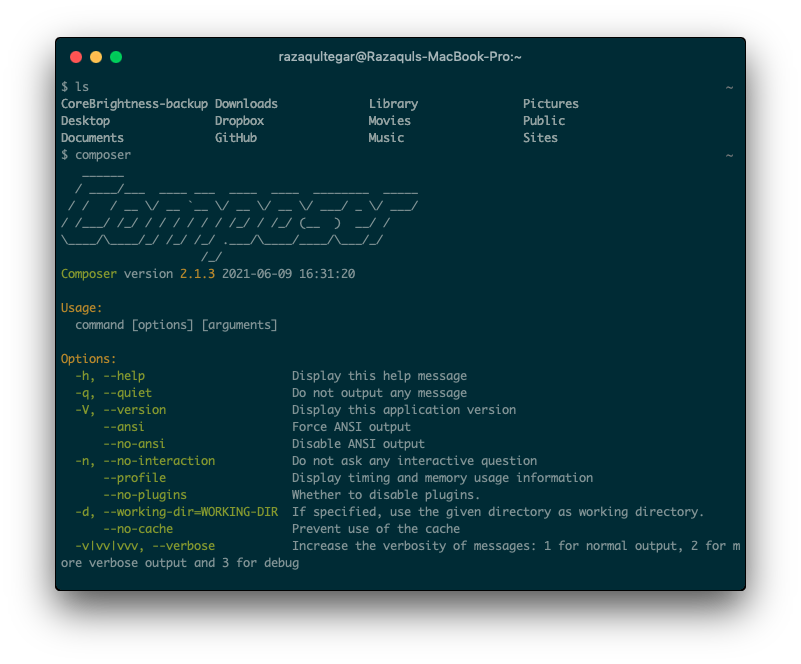 razaqultegar@Razaquls-MacBook-Pro:~
$ ls ~
CoreBrightness-backup Downloads Library Pictures
Desktop Dropbox Movies Public
Documents GitHub Music Sites
$ composer ~
   ______
  / ____/___  ____ ___  ____  ____  ________  _____
 / /   / __ \/ __ `__ \/ __ \/ __ \/ ___/ _ \/ ___/
/ /___/ /_/ / / / / / / /_/ / /_/ (__  )  __/ /
\____/\____/_/ /_/ /_/ .___/\____/____/\___/_/
                    /_/
Composer version 2.1.3 2021-06-09 16:31:20
Usage:
command [options] [arguments]
Options:
-h, --help Display this help message
-q, --quiet Do not output any message
-V, --version Display this application version
--ansi Force ANSI output
--no-ansi Disable ANSI output
-n, --no-interaction Do not ask any interactive question
--profile Display timing and memory usage information
--no-plugins Whether to disable plugins.
-d, --working-dir=WORKING-DIR If specified, use the given directory as working directory.
--no-cache Prevent use of the cache
-v|vv|vvv, --verbose Increase the verbosity of messages: 1 for normal output, 2 for m
ore verbose output and 3 for debug